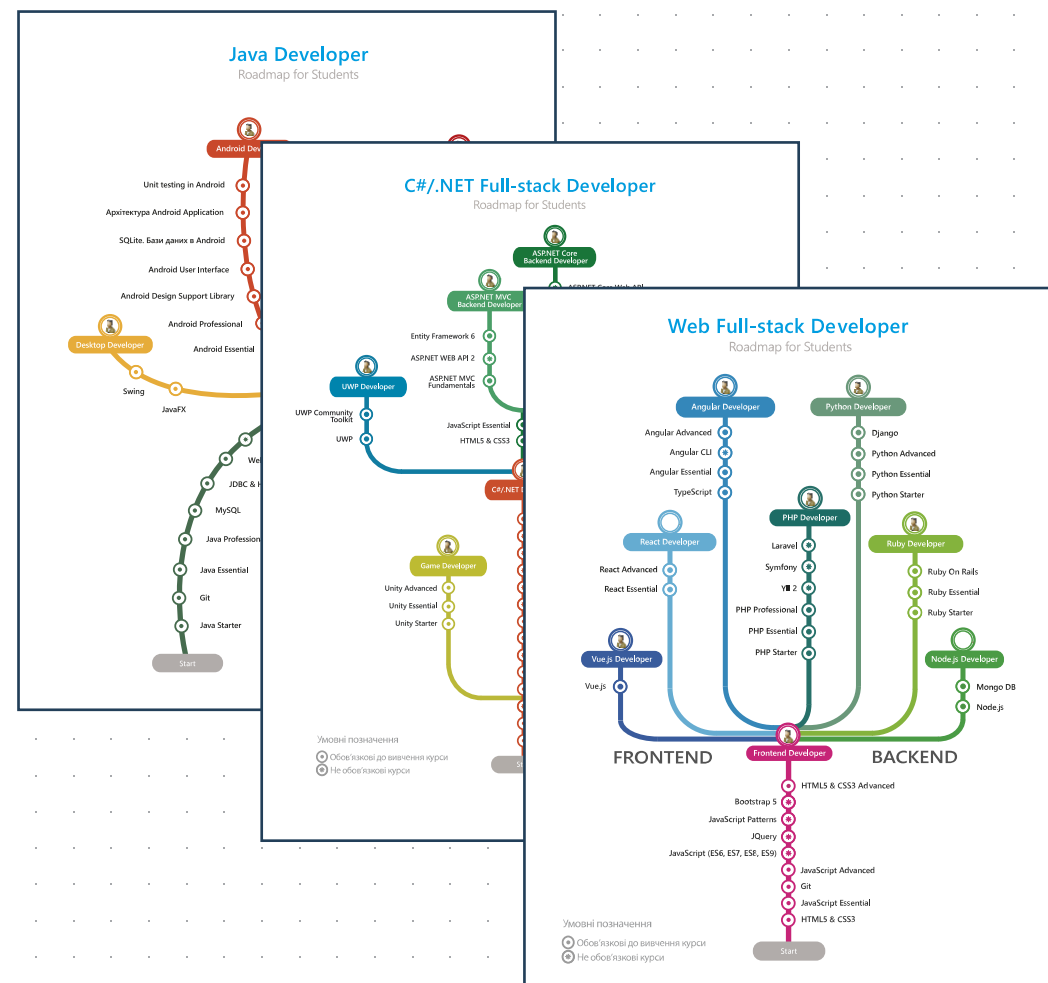 Java Developer
Roadmap for Students
Android Dev
Unit testing in Android
Архітектура Android Application
SQLite. Бази даних в Android
Android User Interface
Android Design Support Library
Android Professional
Android Essential
Desktop Developer
Swing
JavaFX
JDBC &
MySQL
Java Profession
Java Essential
Git
Java Starter
Start
C#/.NET Full-stack Developer
Roadmap for Students
ASP.NET Core
Backend Developer
ASP.NET Core Web API
ASP.NET MVC
Backend Developer
Entity Framework 6
ASP.NET WEB API 2
ASP.NET MVC
Fundamentals
UWP Developer
UWP Community
Toolkit
UWP
JavaScript Essential
HTML5 & CSS3
C#/.NET
Game Developer
Unity Advanced
Unity Essential
Unity Starter
Умовні позначення
Обов'язкові до вивчення курси
Не обов'язкові курси
Web Full-stack Developer
Roadmap for Students
Angular Developer
Angular Advanced
Angular CLI
Angular Essential
TypeScript
Python Developer
Django
Python Advanced
Python Essential
Python Starter
React Developer
React Advanced
React Essential
PHP Developer
Laravel
Symfony
2
PHP Professional
PHP Essential
PHP Starter
Ruby Developer
Ruby On Rails
Ruby Essential
Ruby Starter
Vue.js Developer
Vue.js
Node.js Developer
Mongo DB
Node.js
FRONTEND
BACKEND
Frontend Developer
HTML5 & CSS3 Advanced
Bootstrap 5
JavaScript Patterns
JQuery
JavaScript (ES6, ES7, ES8, ES9)
JavaScript Advanced
Git
JavaScript Essential
HTML5 & CSS3
Start
Умовні позначення
Обов'язкові до вивчення курси
Не обов'язкові курси